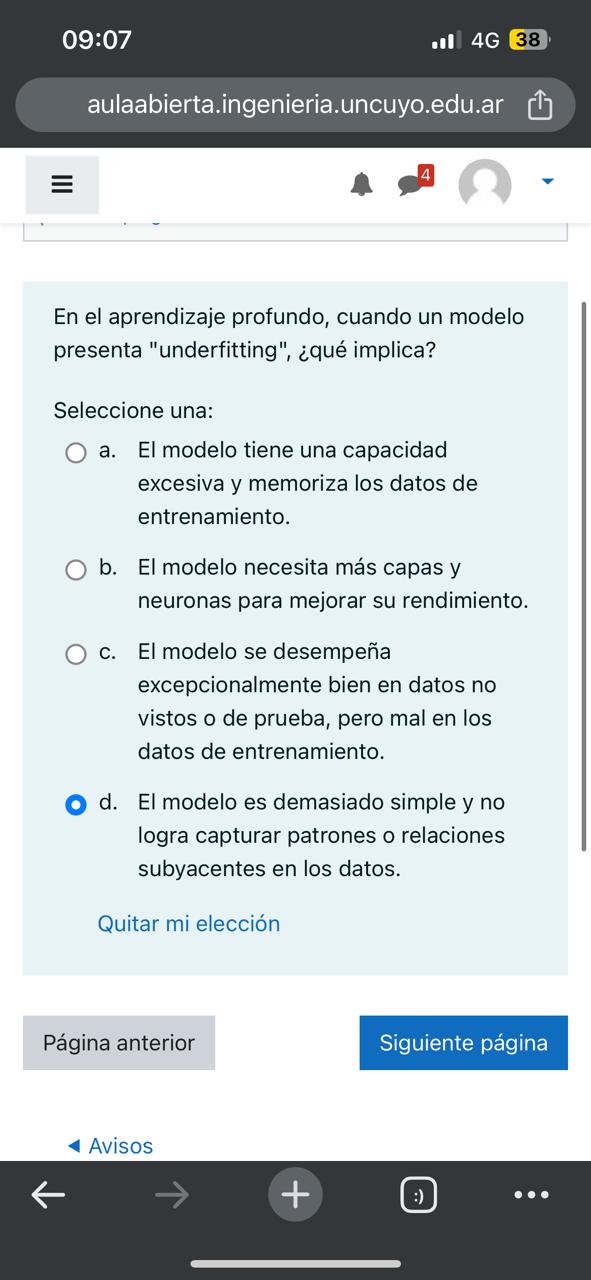 09:07
4G 38
aulaabierta.ingenieria.uncuyo.edu.ar
4
En el aprendizaje profundo, cuando un modelo
presenta "underfitting", ¿qué implica?
Seleccione una:
a. El modelo tiene una capacidad
excesiva y memoriza los datos de
entrenamiento.
b. El modelo necesita más capas y
neuronas para mejorar su rendimiento.
c. El modelo se desempeña
excepcionalmente bien en datos no
vistos o de prueba, pero mal en los
datos de entrenamiento.
d. El modelo es demasiado simple y no
logra capturar patrones o relaciones
subyacentes en los datos.
Quitar mi elección
Página anterior
Siguiente página
◄ Avisos
:)